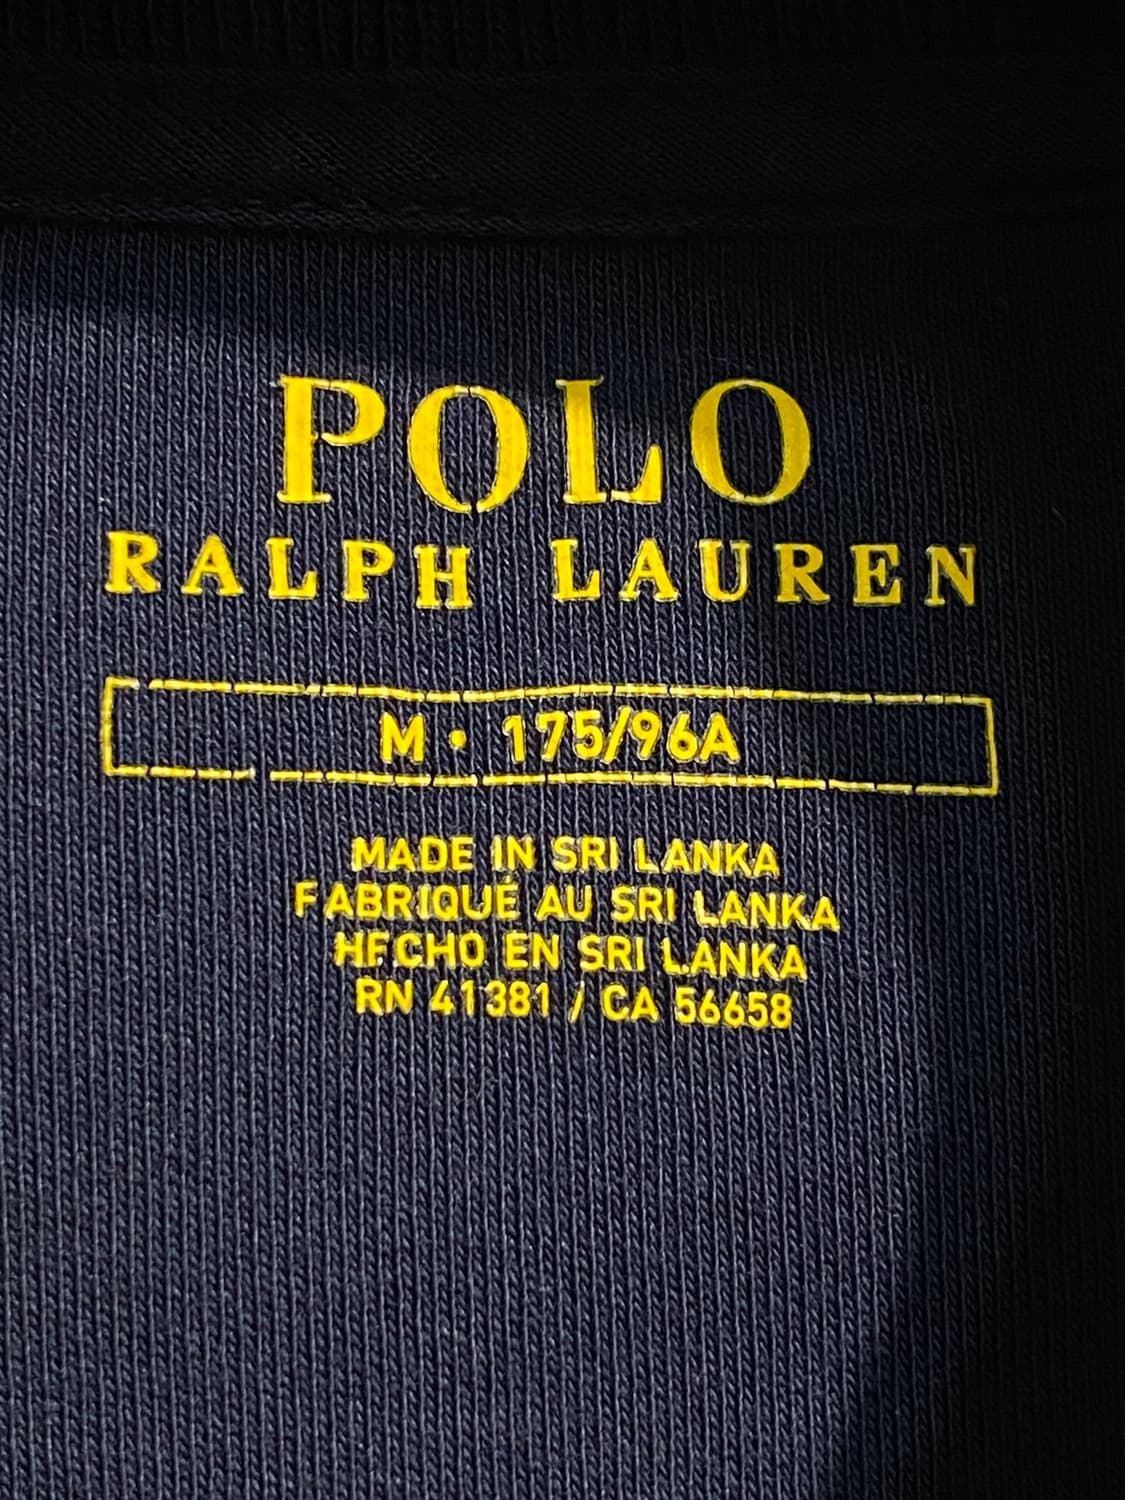 POLO
RALPH LAUREN
M • 175/96A
MADE IN SRI LANKA
FABRIQUÉ AU SRI LANKA
HECHO EN SRI LANKA
RN 41381 / CA 56658